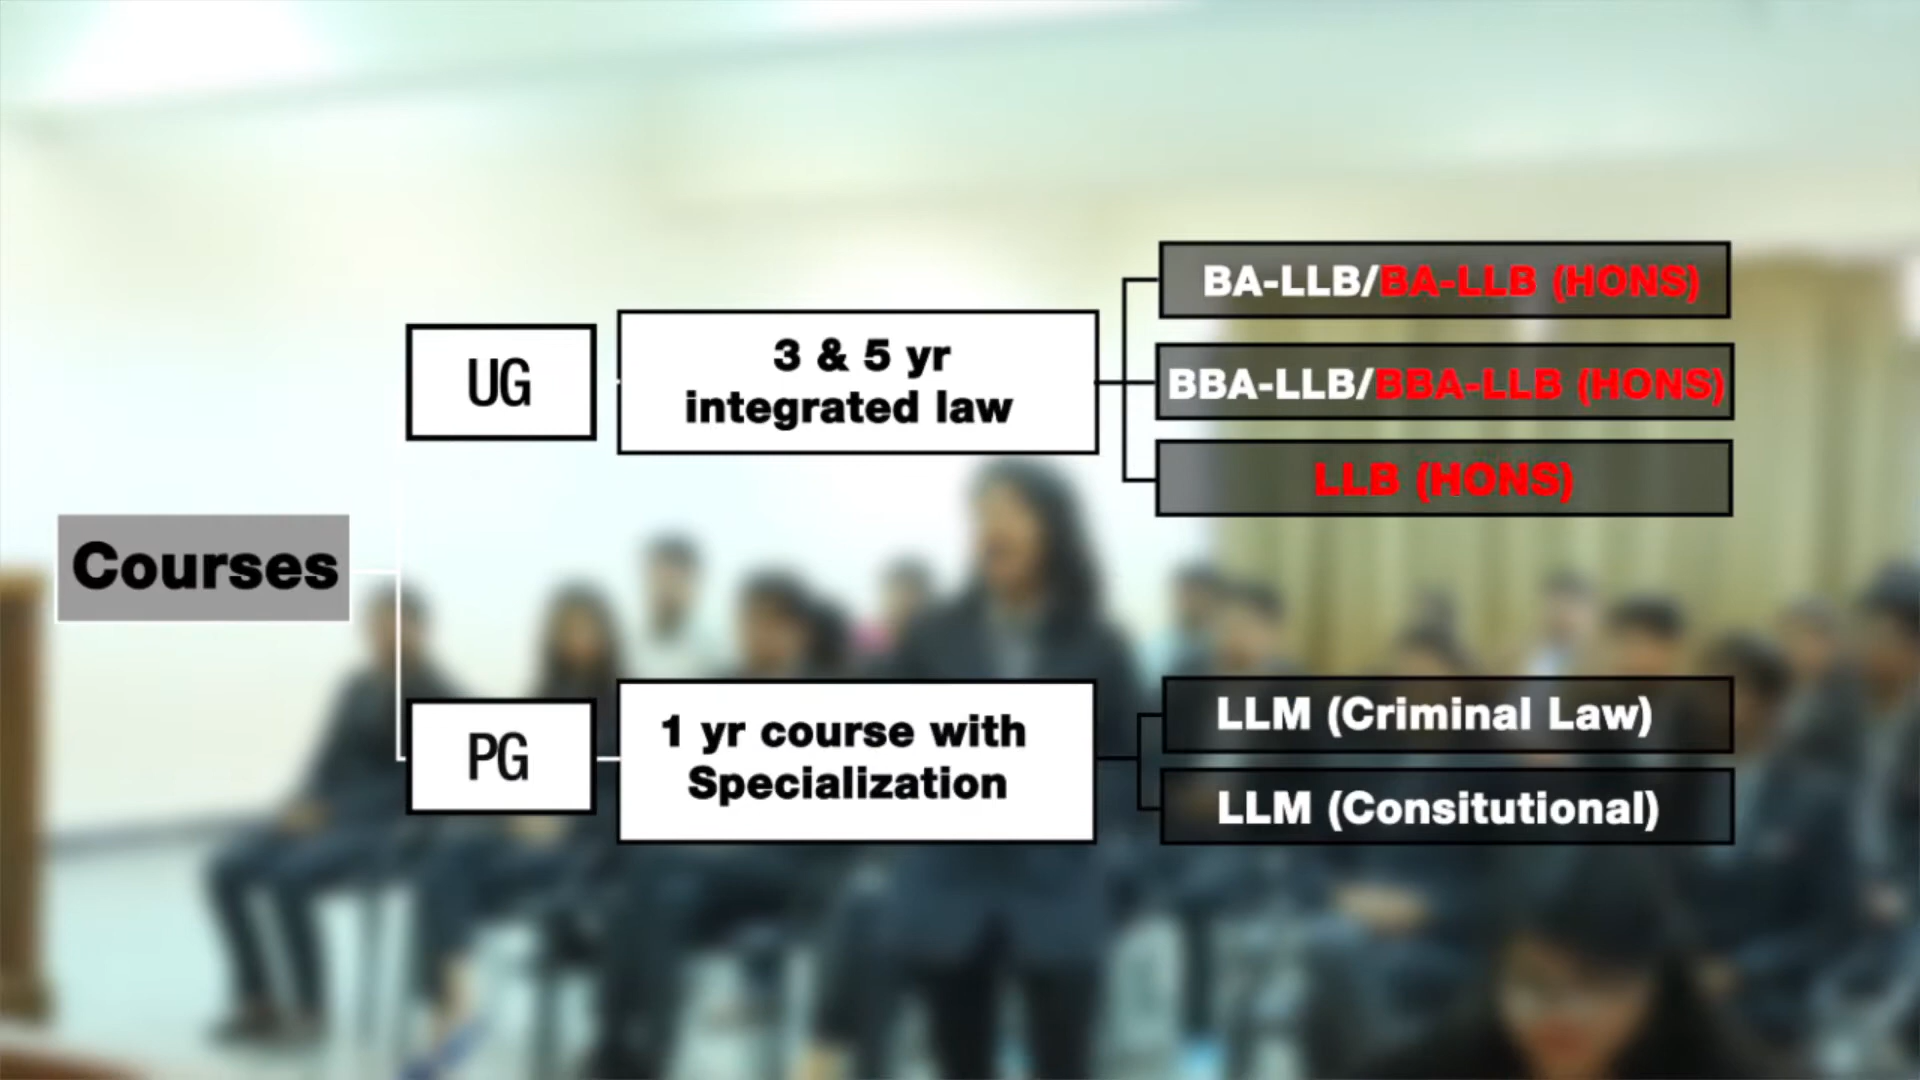 Courses
UG
3 & 5 yr
integrated law
BA-LLB/BA-LLB (HONS)
BBA-LLB/BBA-LLB (HONS)
LLB (HONS)
PG
1 yr course with
Specialization
LLM (Criminal Law)
LLM (Consitutional)